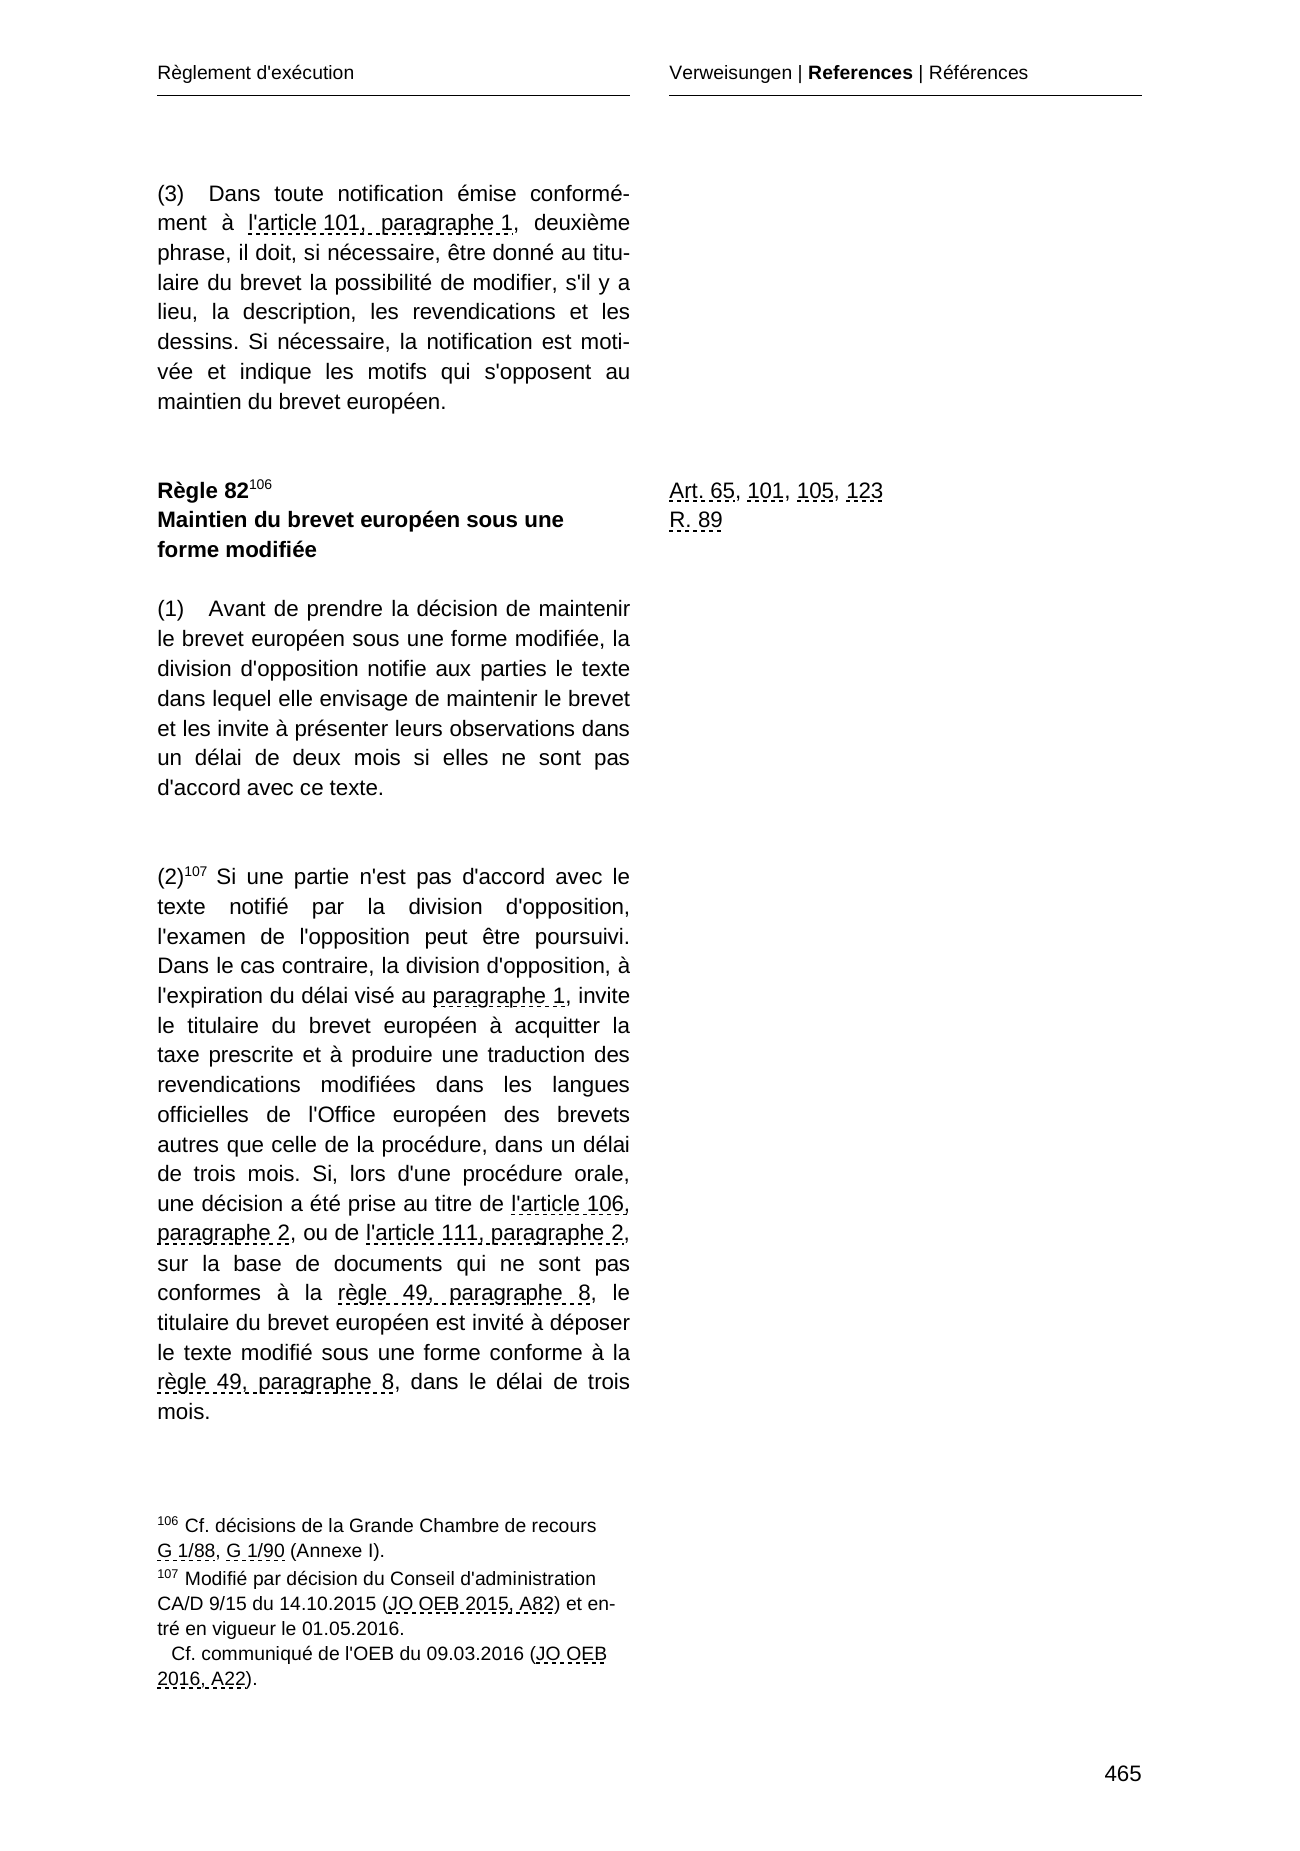 Règlement d'exécution
Verweisungen | References | Références
(3) Dans toute notification émise conformé-
ment à l'article 101, paragraphe 1, deuxième
phrase, il doit, si nécessaire, être donné au titu-
laire du brevet la possibilité de modifier, s'il y a
lieu, la description, les revendications et les
dessins. Si nécessaire, la notification est moti-
vée et indique les motifs qui s'opposent au
maintien du brevet européen.
Règle 82106
Maintien du brevet européen sous une
forme modifiée
Art. 65, 101, 105, 123
R. 89
(1) Avant de prendre la décision de maintenir
le brevet européen sous une forme modifiée, la
division d'opposition notifie aux parties le texte
dans lequel elle envisage de maintenir le brevet
et les invite à présenter leurs observations dans
un délai de deux mois si elles ne sont pas
d'accord avec ce texte.
(2)107 Si une partie n'est pas d'accord avec le
texte notifié par la division d'opposition,
l'examen de l'opposition peut être poursuivi.
Dans le cas contraire, la division d'opposition, à
l'expiration du délai visé au paragraphe 1, invite
le titulaire du brevet européen à acquitter la
taxe prescrite et à produire une traduction des
revendications modifiées dans les langues
officielles de l'Office européen des brevets
autres que celle de la procédure, dans un délai
de trois mois. Si, lors d'une procédure orale,
une décision a été prise au titre de l'article 106,
paragraphe 2, ou de l'article 111, paragraphe 2,
sur la base de documents qui ne sont pas
conformes à la règle 49, paragraphe 8, le
titulaire du brevet européen est invité à déposer
le texte modifié sous une forme conforme à la
règle 49, paragraphe 8, dans le délai de trois
mois.
106 Cf. décisions de la Grande Chambre de recours
G 1/88, G 1/90 (Annexe I).
107 Modifié par décision du Conseil d'administration
CA/D 9/15 du 14.10.2015 (JO OEB 2015, A82) et en-
tré en vigueur le 01.05.2016.
Cf. communiqué de l'OEB du 09.03.2016 (JO OEB
2016, A22).
465